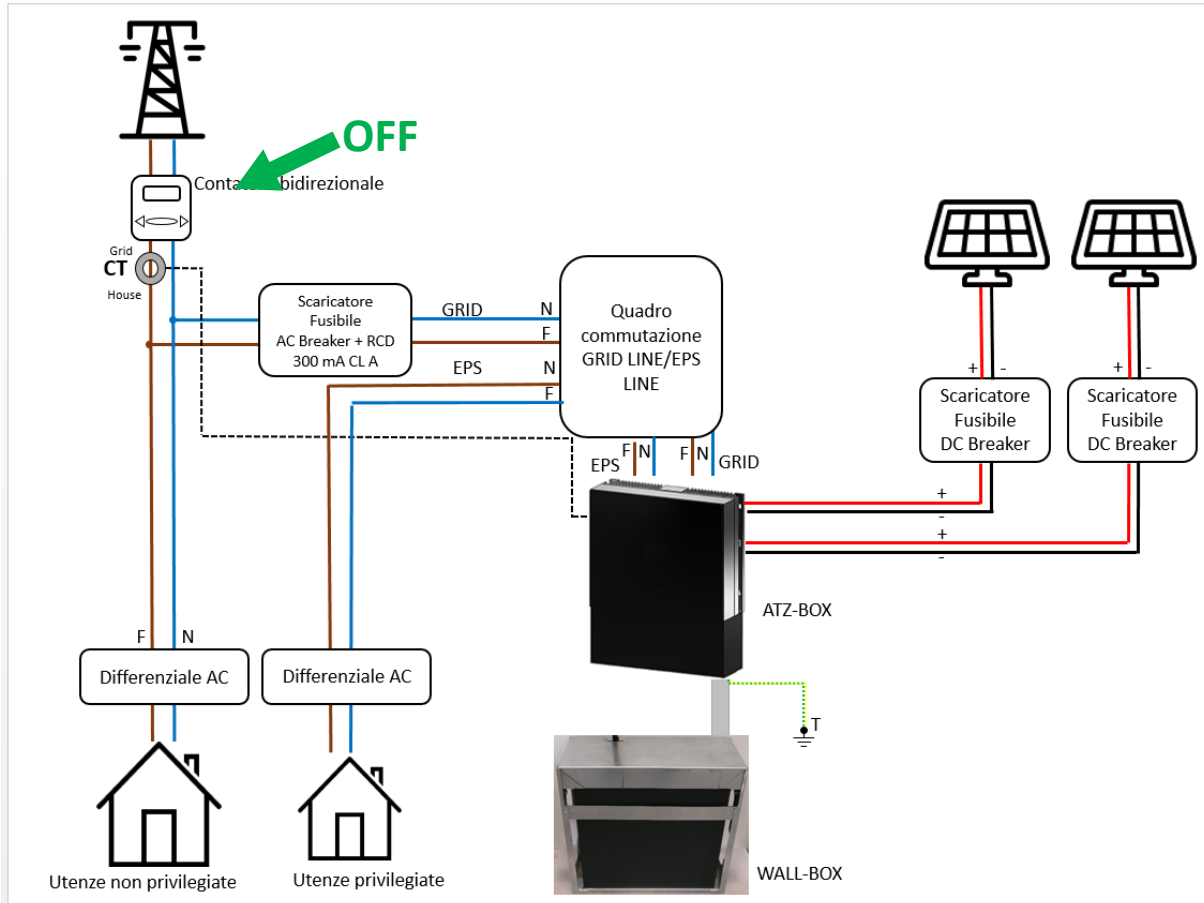 OFF
bidirezionale
Grid
CT
House
Scaricatore
Fusibile
AC Breaker + RCD
300 mA CL A
GRID
N
F
EPS
N
F
Quadro
commutazione
GRID LINE/EPS
LINE
F N
F N
EPS
GRID
+ -
+ -
Scaricatore
Fusibile
DC Breaker
Scaricatore
Fusibile
DC Breaker
+
-
+
-
ATZ-BOX
F N
Differenziale AC
Differenziale AC
T
Utenze non privilegiate
Utenze privilegiate
WALL-BOX